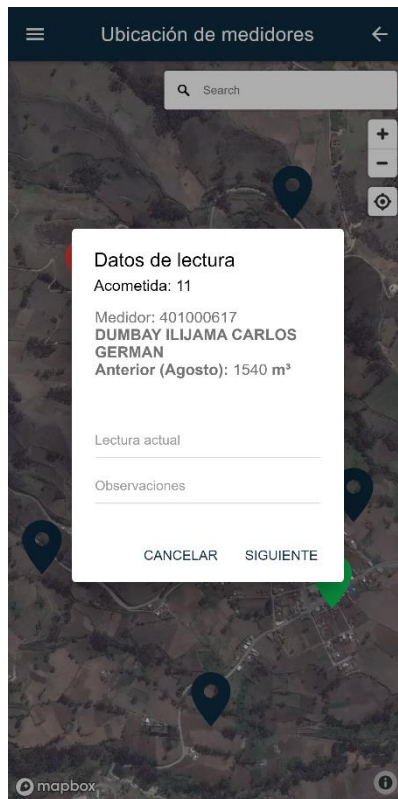 Ubicación de medidores
Search
+
−
Datos de lectura
Acometida: 11
Medidor: 401000617
DUMBAY ILIJAMA CARLOS
GERMAN
Anterior (Agosto): 1540 m³
Lectura actual
Observaciones
CANCELAR SIGUIENTE
mapbox